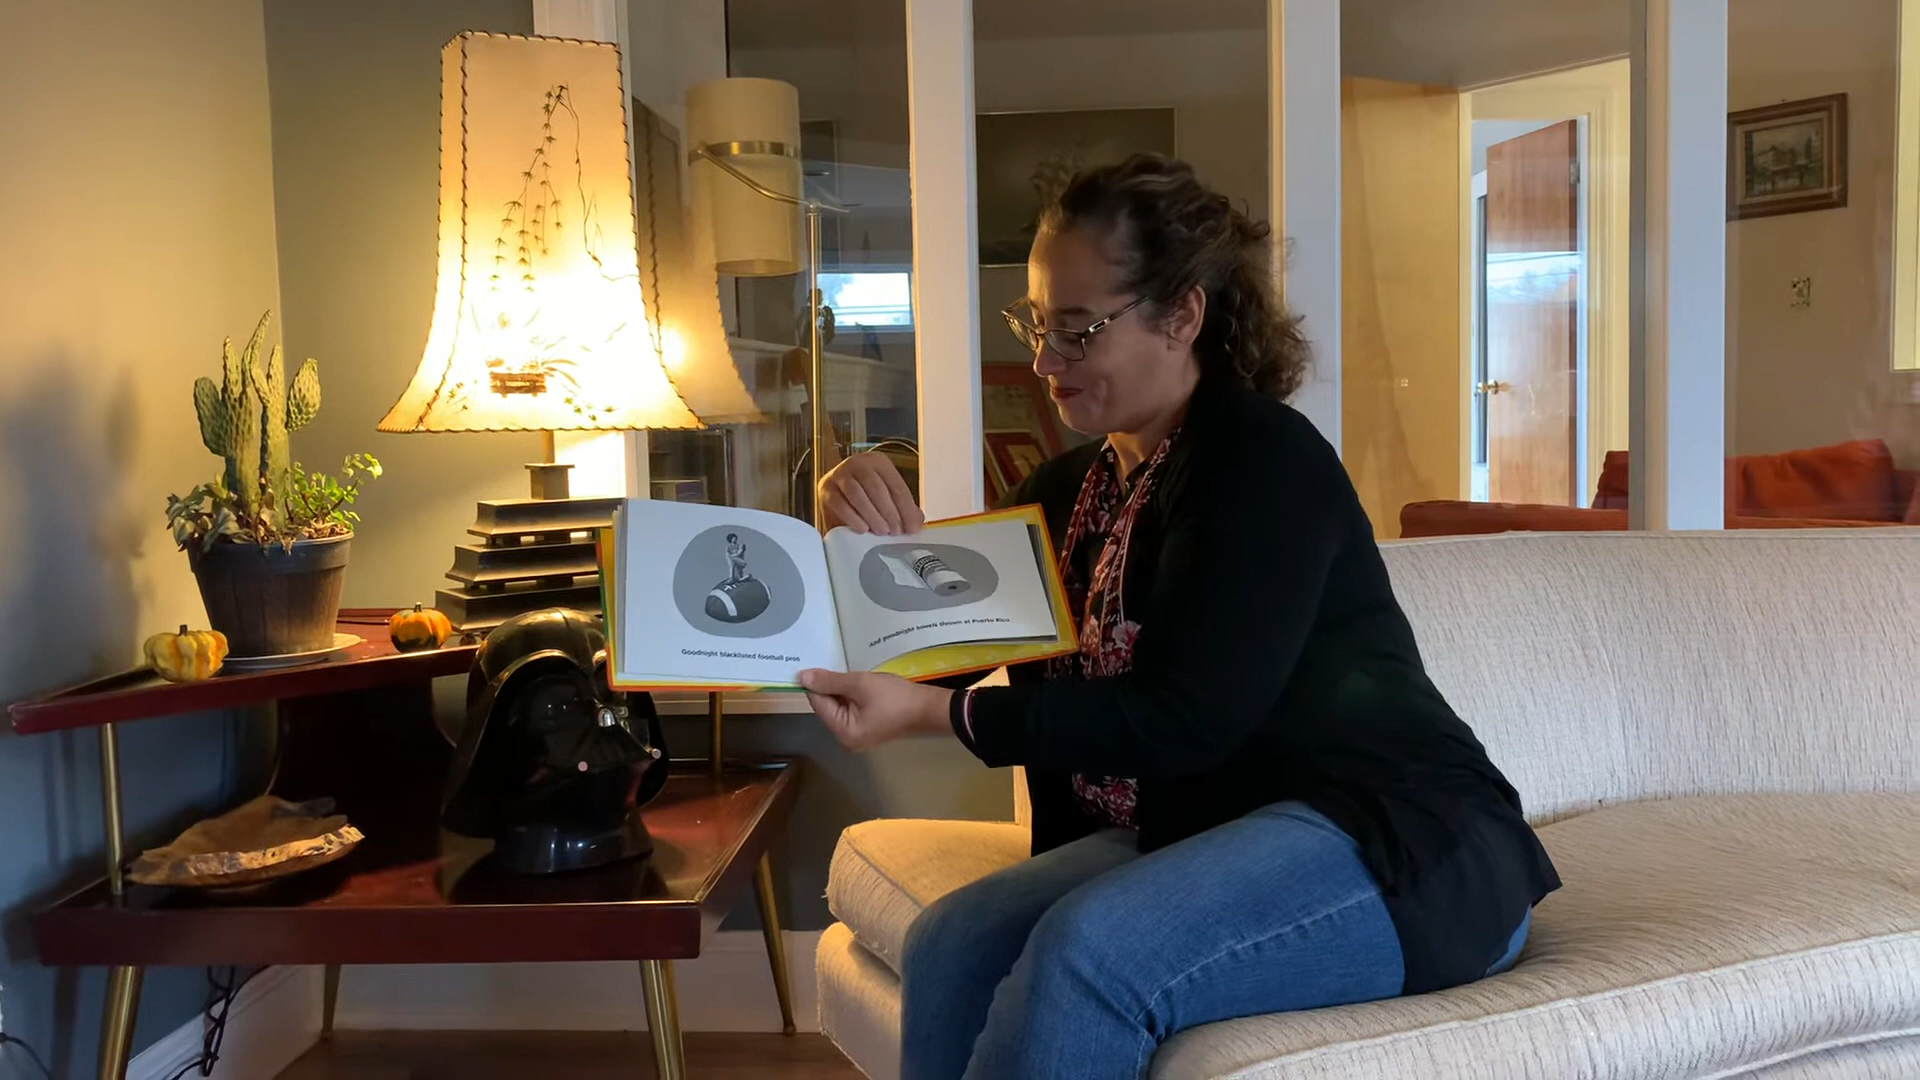 Goodnight blacklisted football pros
And goodnight towels thrown at Puerto Rico